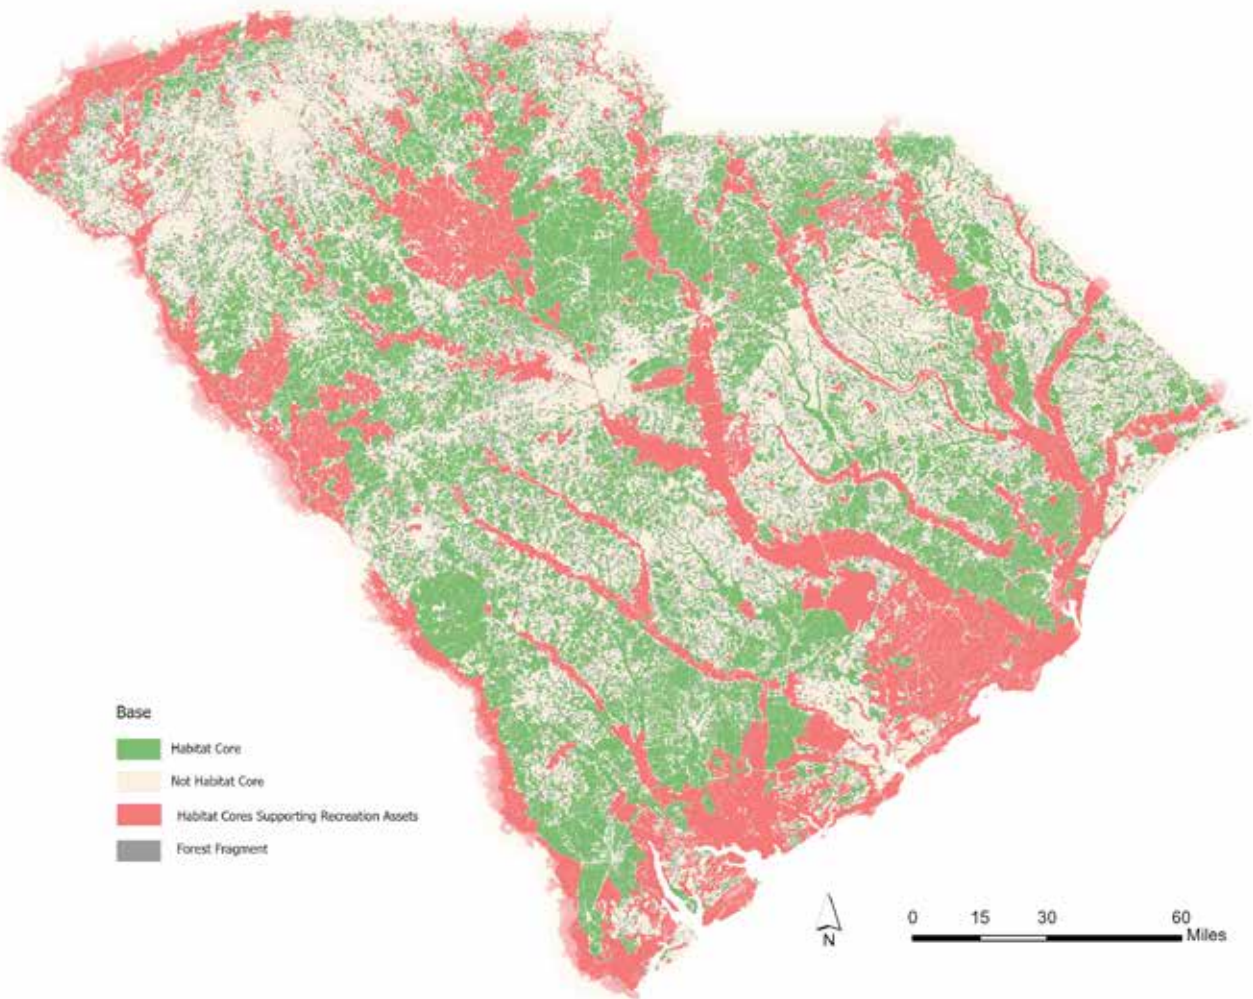 Base
Habitat Core
Not Habitat Core
Habitat Cores Supporting Recreation Assets
Forest Fragment
N
0 15 30 60
Miles